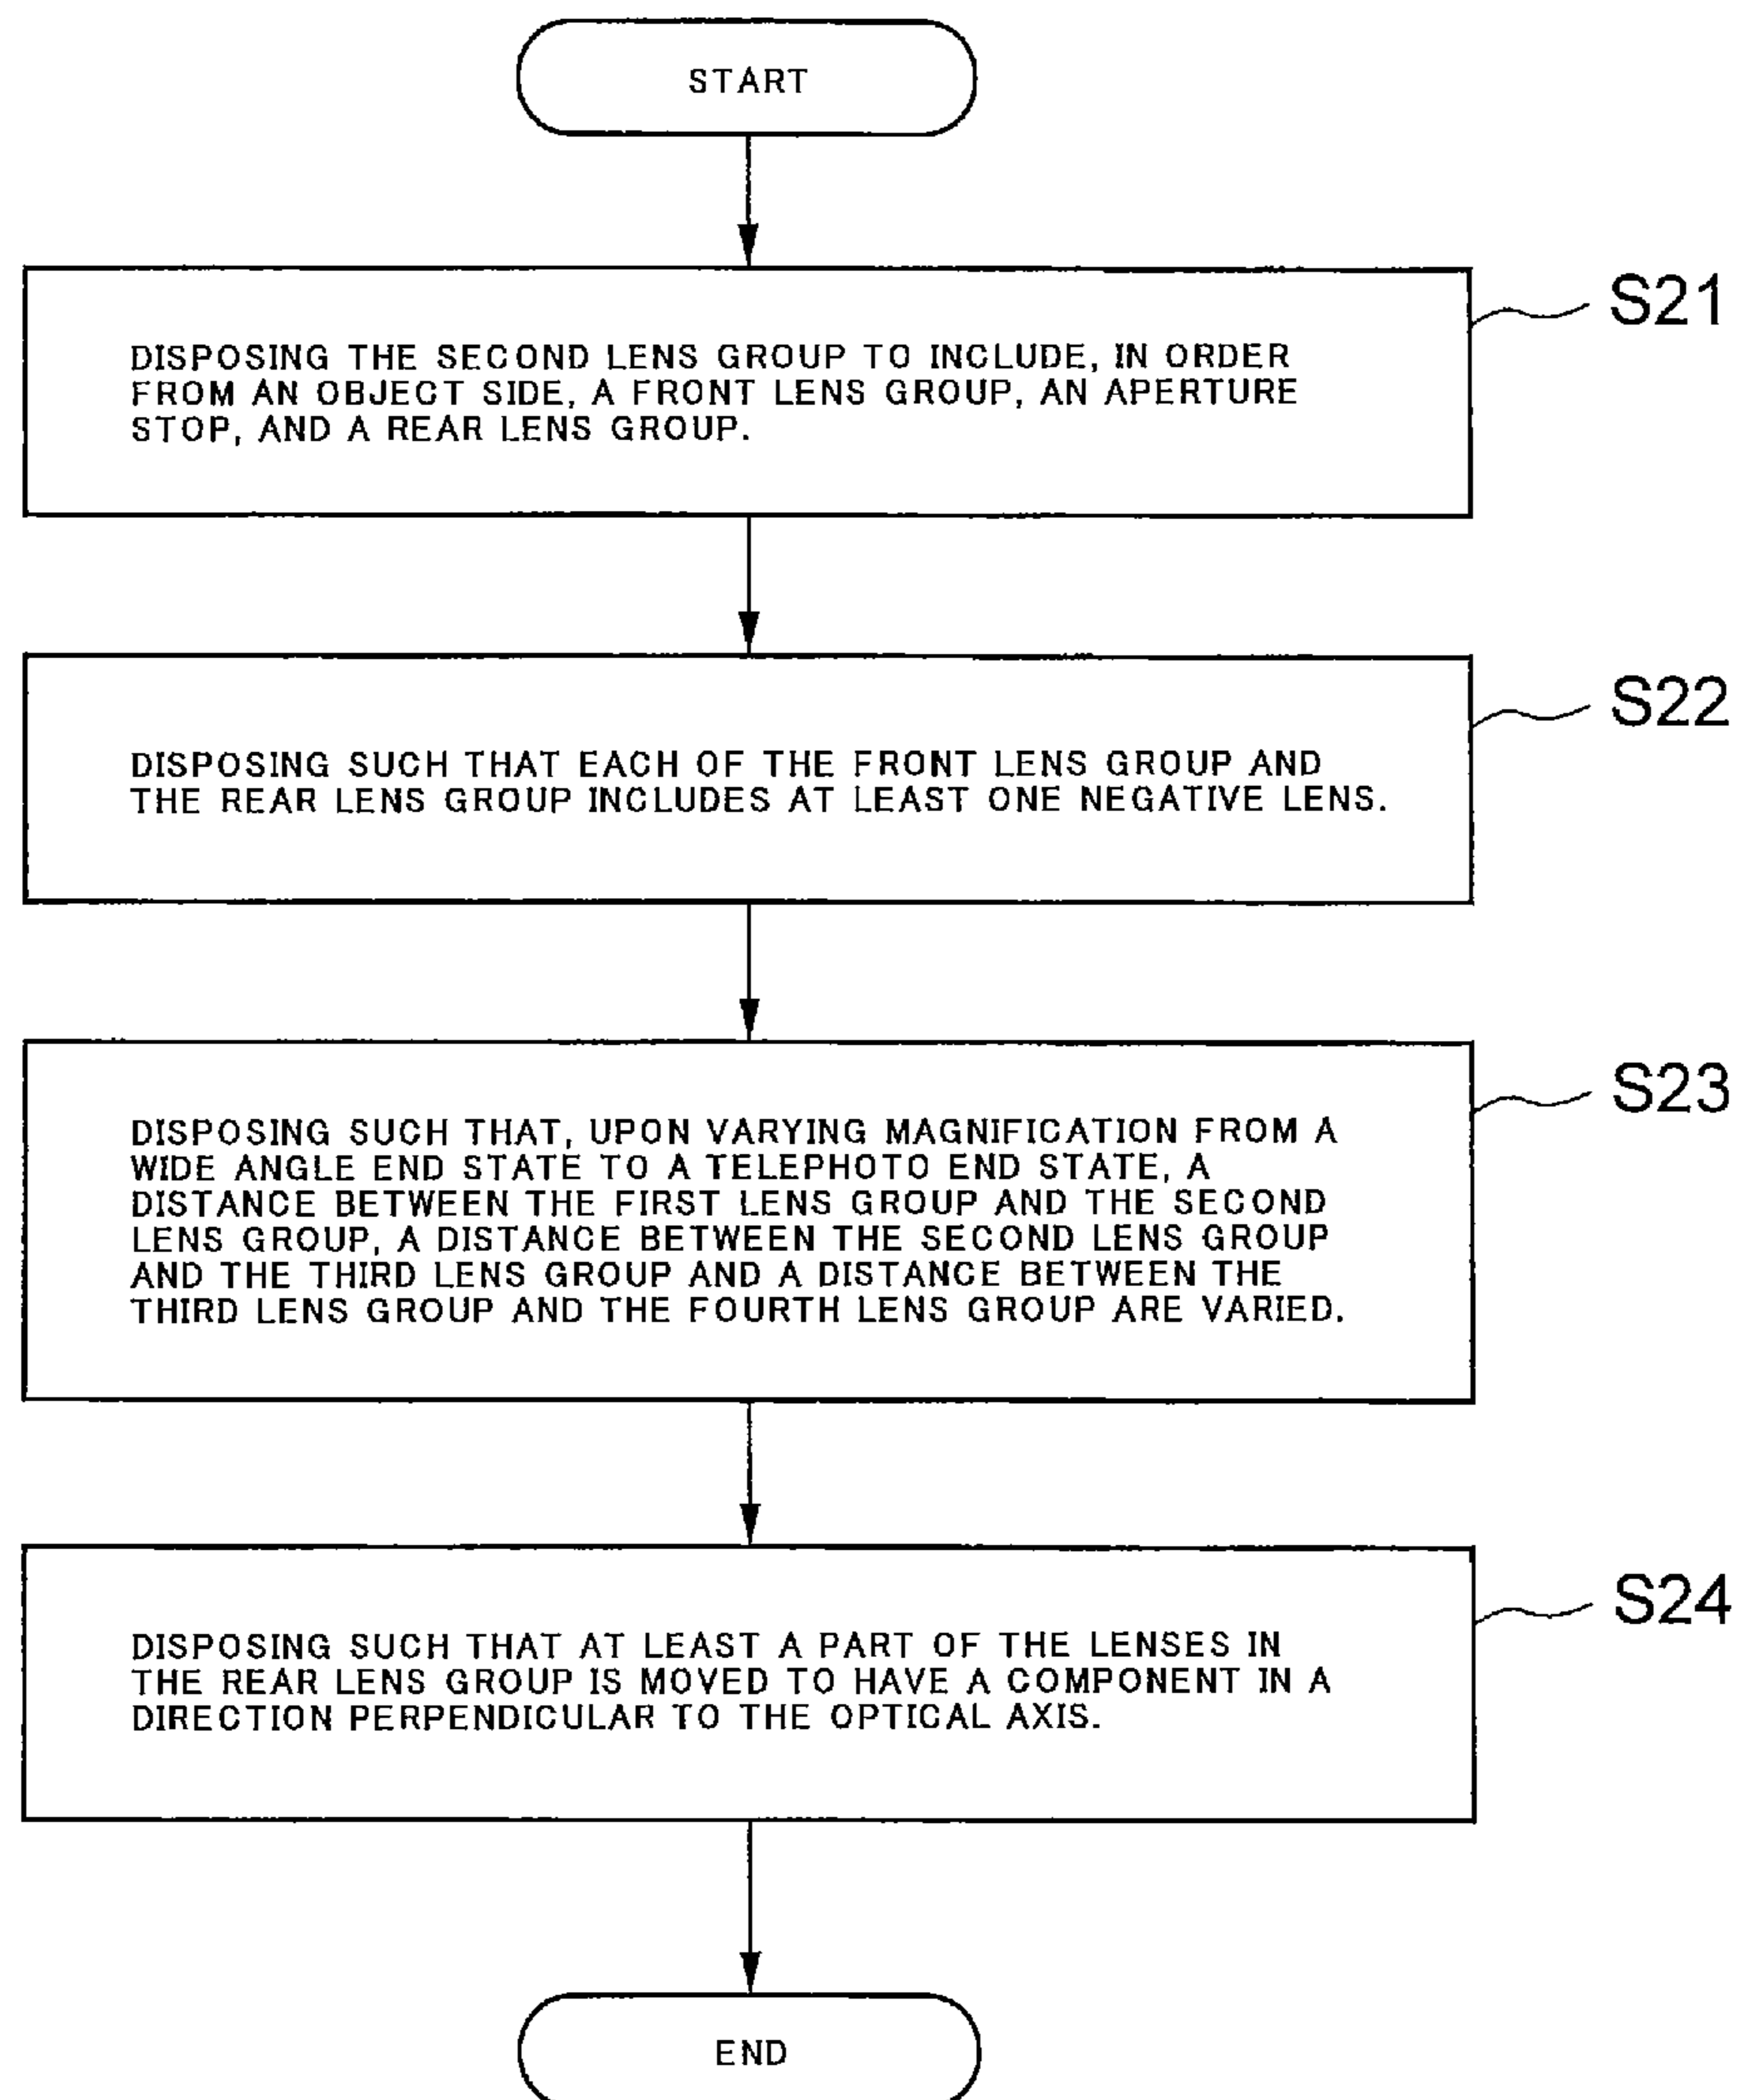 START
S21
DISPOSING THE SECOND LENS GROUP TO INCLUDE, IN ORDER
FROM AN OBJECT SIDE, A FRONT LENS GROUP, AN APERTURE
STOP, AND A REAR LENS GROUP.
S22
DISPOSING SUCH THAT EACH OF THE FRONT LENS GROUP AND
THE REAR LENS GROUP INCLUDES AT LEAST ONE NEGATIVE LENS.
S23
DISPOSING SUCH THAT, UPON VARYING MAGNIFICATION FROM A
WIDE ANGLE END STATE TO A TELEPHOTO END STATE, A
DISTANCE BETWEEN THE FIRST LENS GROUP AND THE SECOND
LENS GROUP, A DISTANCE BETWEEN THE SECOND LENS GROUP
AND THE THIRD LENS GROUP AND A DISTANCE BETWEEN THE
THIRD LENS GROUP AND THE FOURTH LENS GROUP ARE VARIED.
S24
DISPOSING SUCH THAT AT LEAST A PART OF THE LENSES IN
THE REAR LENS GROUP IS MOVED TO HAVE A COMPONENT IN A
DIRECTION PERPENDICULAR TO THE OPTICAL AXIS.
END